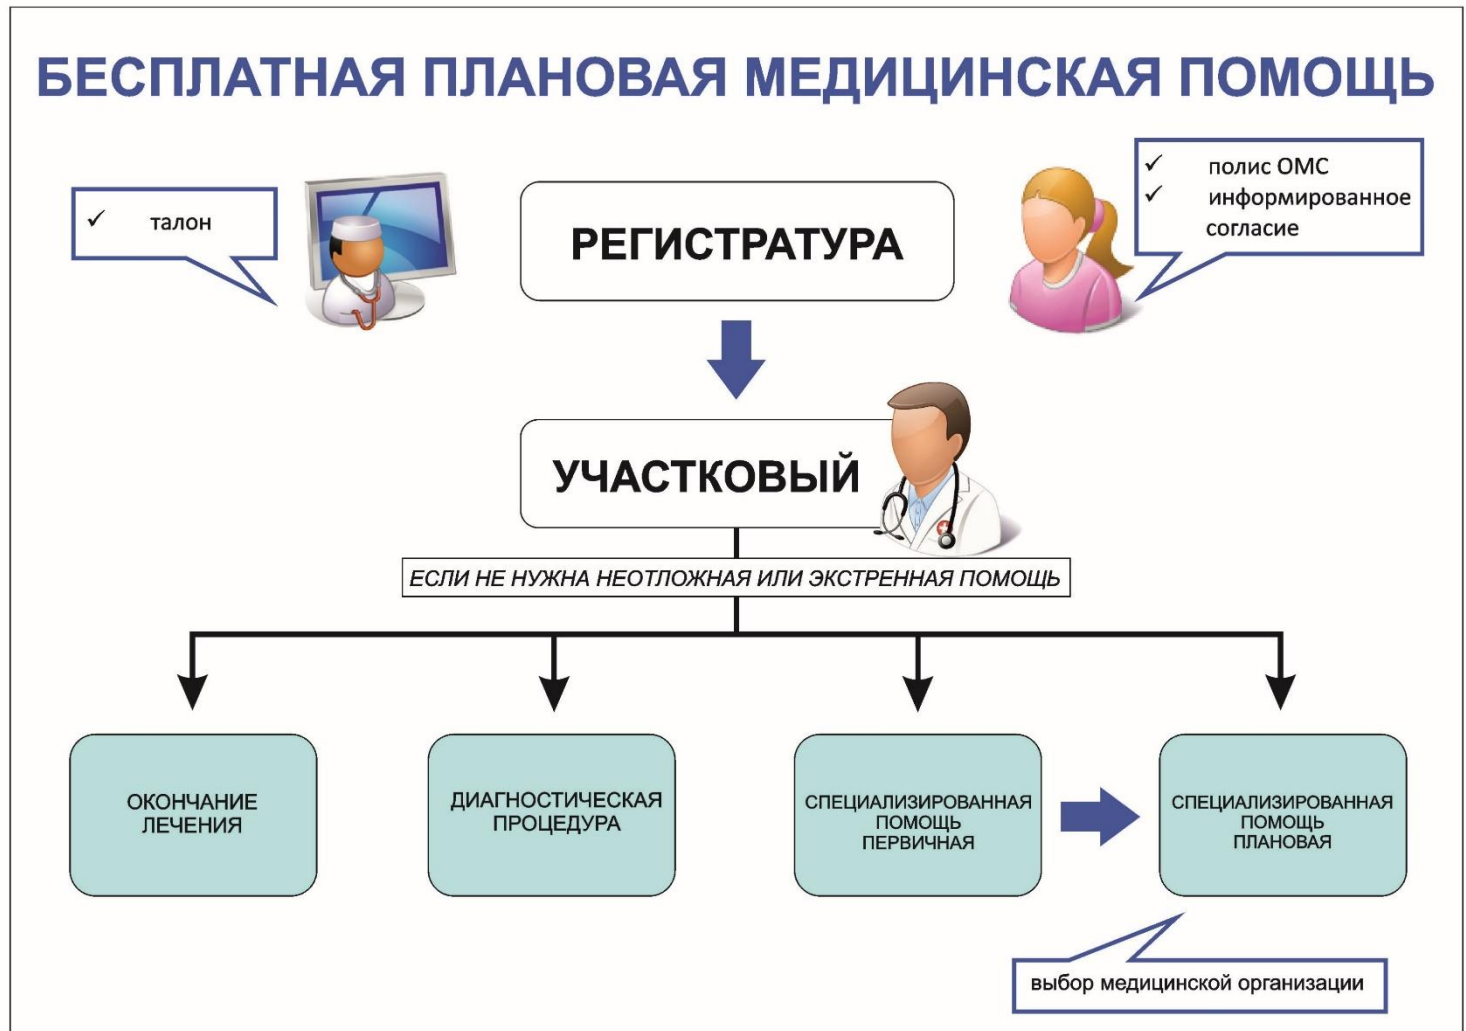 БЕСПЛАТНАЯ ПЛАНОВАЯ МЕДИЦИНСКАЯ ПОМОЩЬ
✓ талон
РЕГИСТРАТУРА
✓ полис ОМС
✓ информированное
согласие
УЧАСТКОВЫЙ
ЕСЛИ НЕ НУЖНА НЕОТЛОЖНАЯ ИЛИ ЭКСТРЕННАЯ ПОМОЩЬ
ОКОНЧАНИЕ
ЛЕЧЕНИЯ
ДИАГНОСТИЧЕСКАЯ
ПРОЦЕДУРА
СПЕЦИАЛИЗИРОВАННАЯ
ПОМОЩЬ
ПЕРВИЧНАЯ
СПЕЦИАЛИЗИРОВАННАЯ
ПОМОЩЬ
ПЛАНОВАЯ
выбор медицинской организации